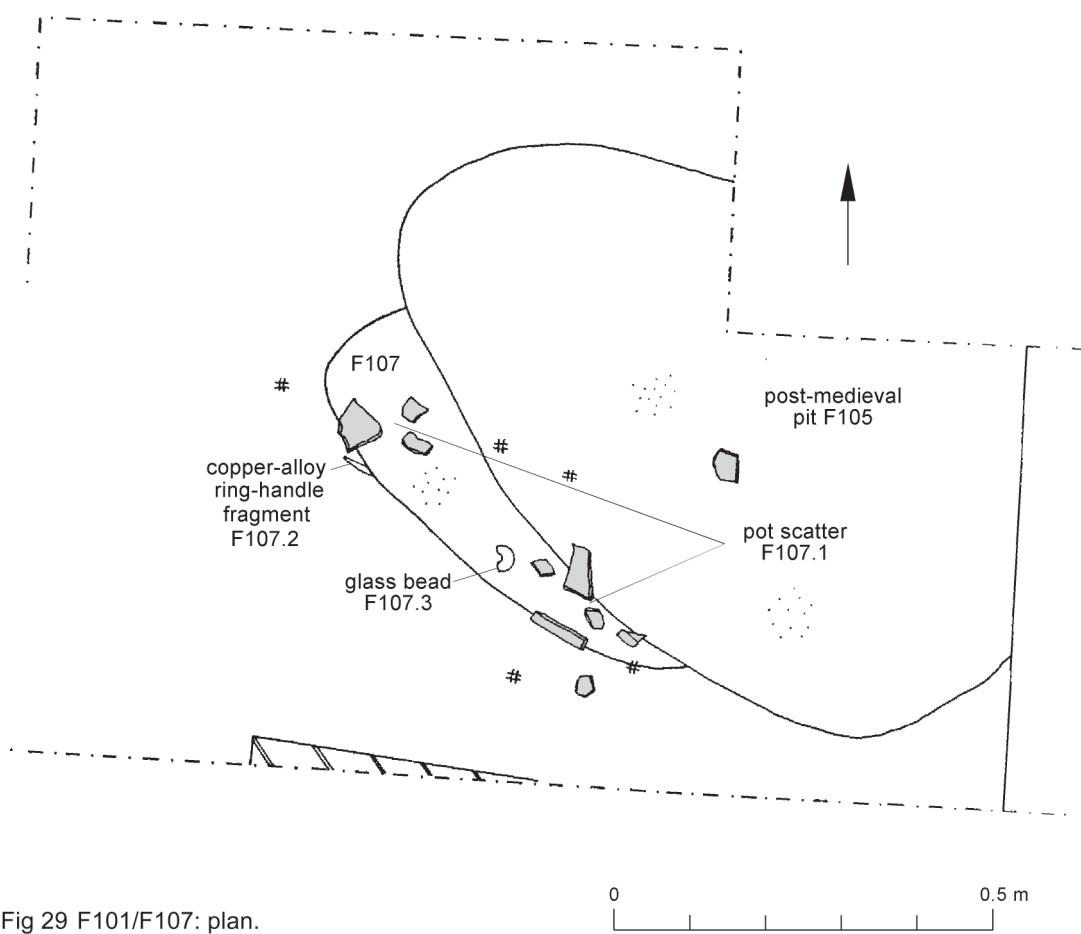 F107
post-medieval
pit F105
copper-alloy
ring-handle
fragment
F107.2
pot scatter
F107.1
glass bead
F107.3
0
0.5 m
Fig 29 F101/F107: plan.